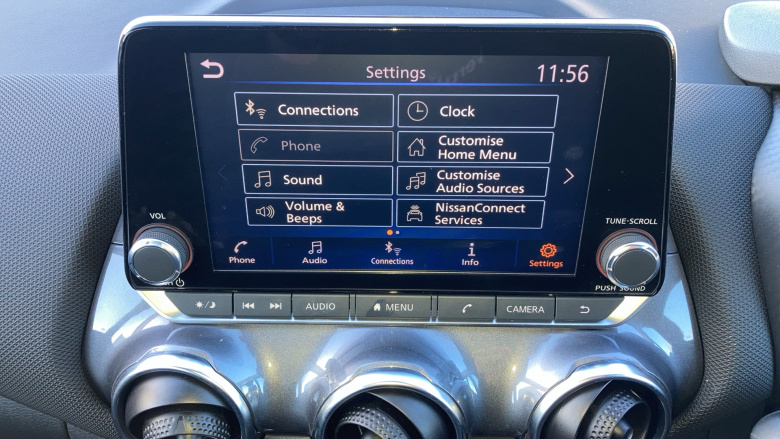 Settings 11:56
Connections Clock
Phone Customise
Home Menu
Sound Customise
Audio Sources
Volume &
Beeps NissanConnect
Services
VOL TUNE·SCROLL
Phone Audio Connections Info Settings
PUSH SOUND
AUDIO MENU CAMERA